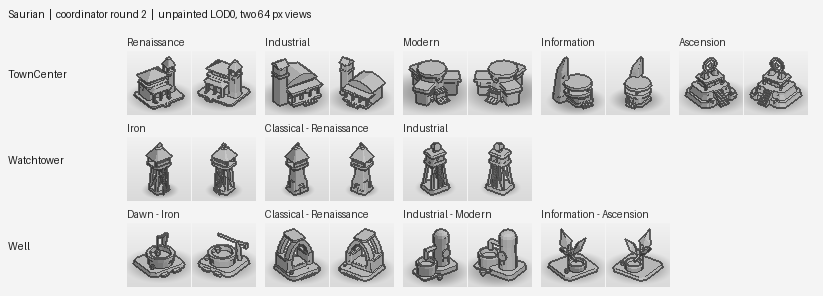 Saurian | coordinator round 2 | unpainted LOD0, two 64 px views
Renaissance Industrial Modern Information Ascension
TownCenter
Iron Classical - Renaissance Industrial
Watchtower
Dawn - Iron Classical - Renaissance Industrial - Modern Information - Ascension
Well